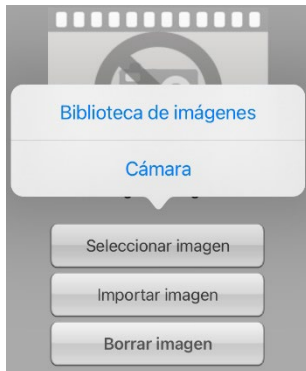 Biblioteca de imágenes
Cámara
Seleccionar imagen
Importar imagen
Borrar imagen